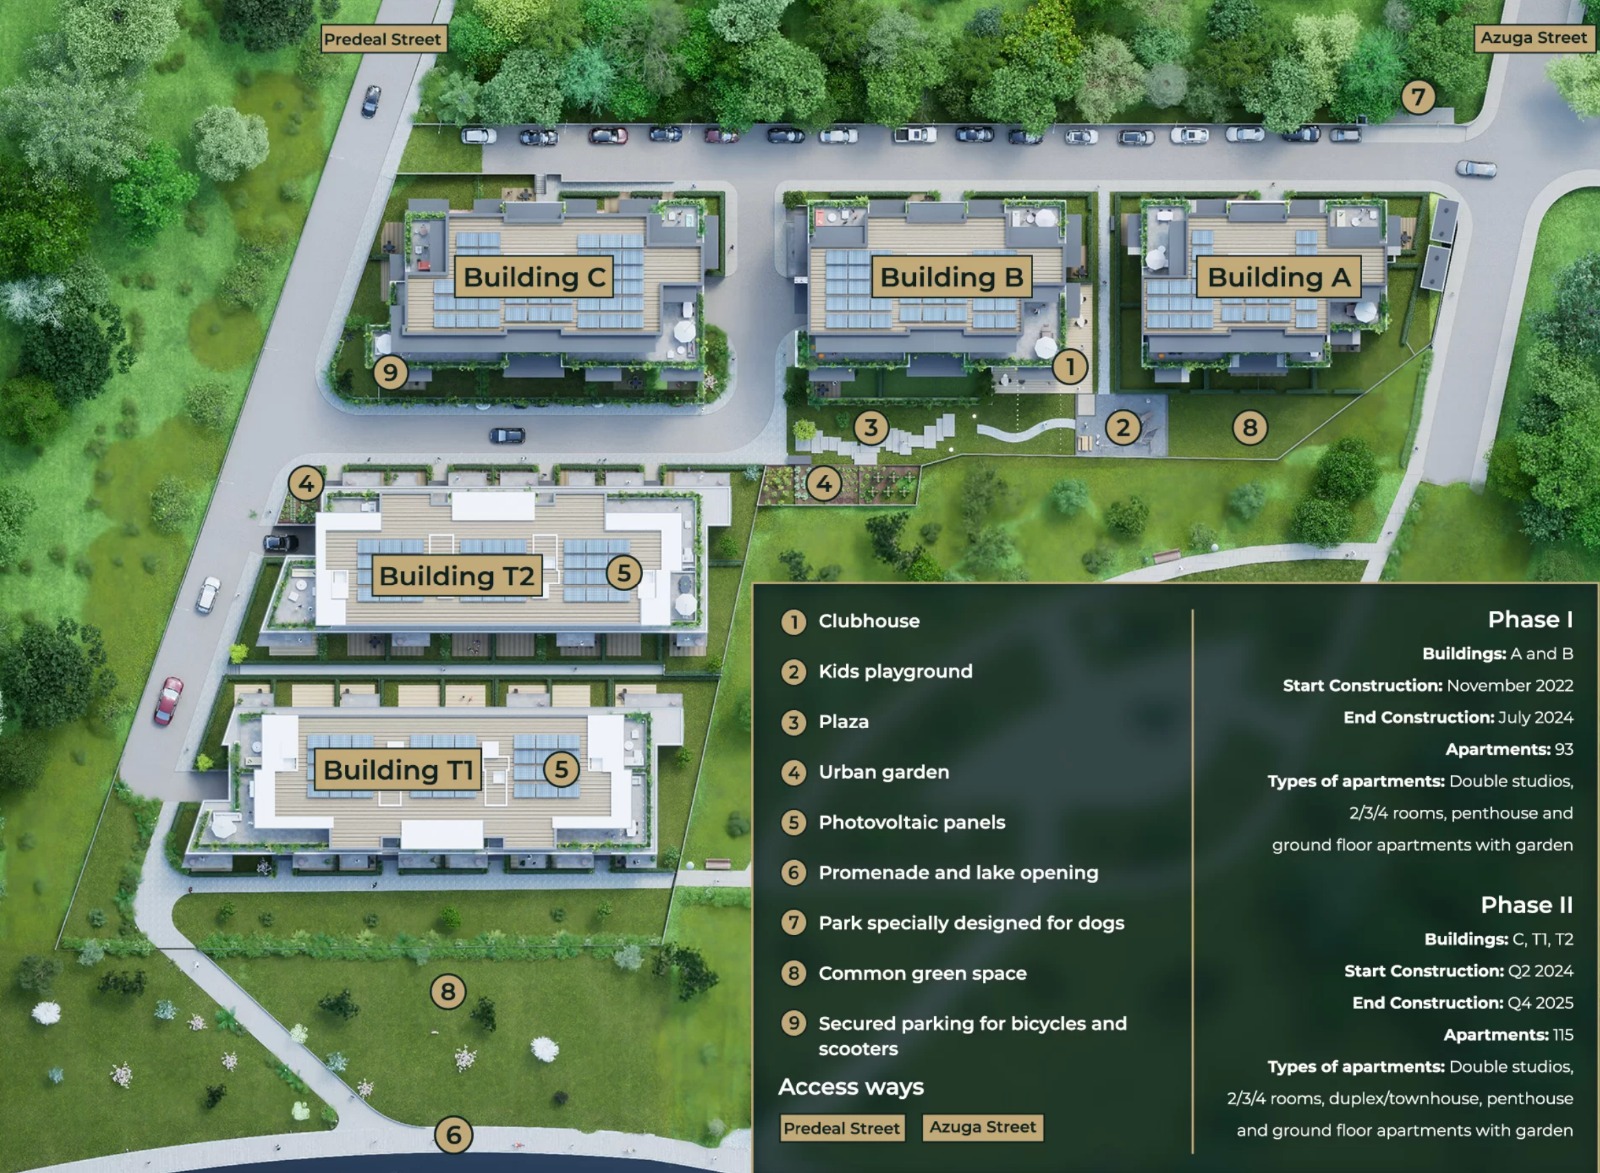 Predeal Street
Azuga Street
7
Building C
Building B
Building A
9
1
3
2
8
4
4
Building T2
5
Building T1
5
8
6
1 Clubhouse
2 Kids playground
3 Plaza
4 Urban garden
5 Photovoltaic panels
6 Promenade and lake opening
7 Park specially designed for dogs
8 Common green space
9 Secured parking for bicycles and
scooters
Access ways
Predeal Street
Azuga Street
Phase I
Buildings: A and B
Start Construction: November 2022
End Construction: July 2024
Apartments: 93
Types of apartments: Double studios,
2/3/4 rooms, penthouse and
ground floor apartments with garden
Phase II
Buildings: C, T1, T2
Start Construction: Q2 2024
End Construction: Q4 2025
Apartments: 115
Types of apartments: Double studios,
2/3/4 rooms, duplex/townhouse, penthouse
and ground floor apartments with garden